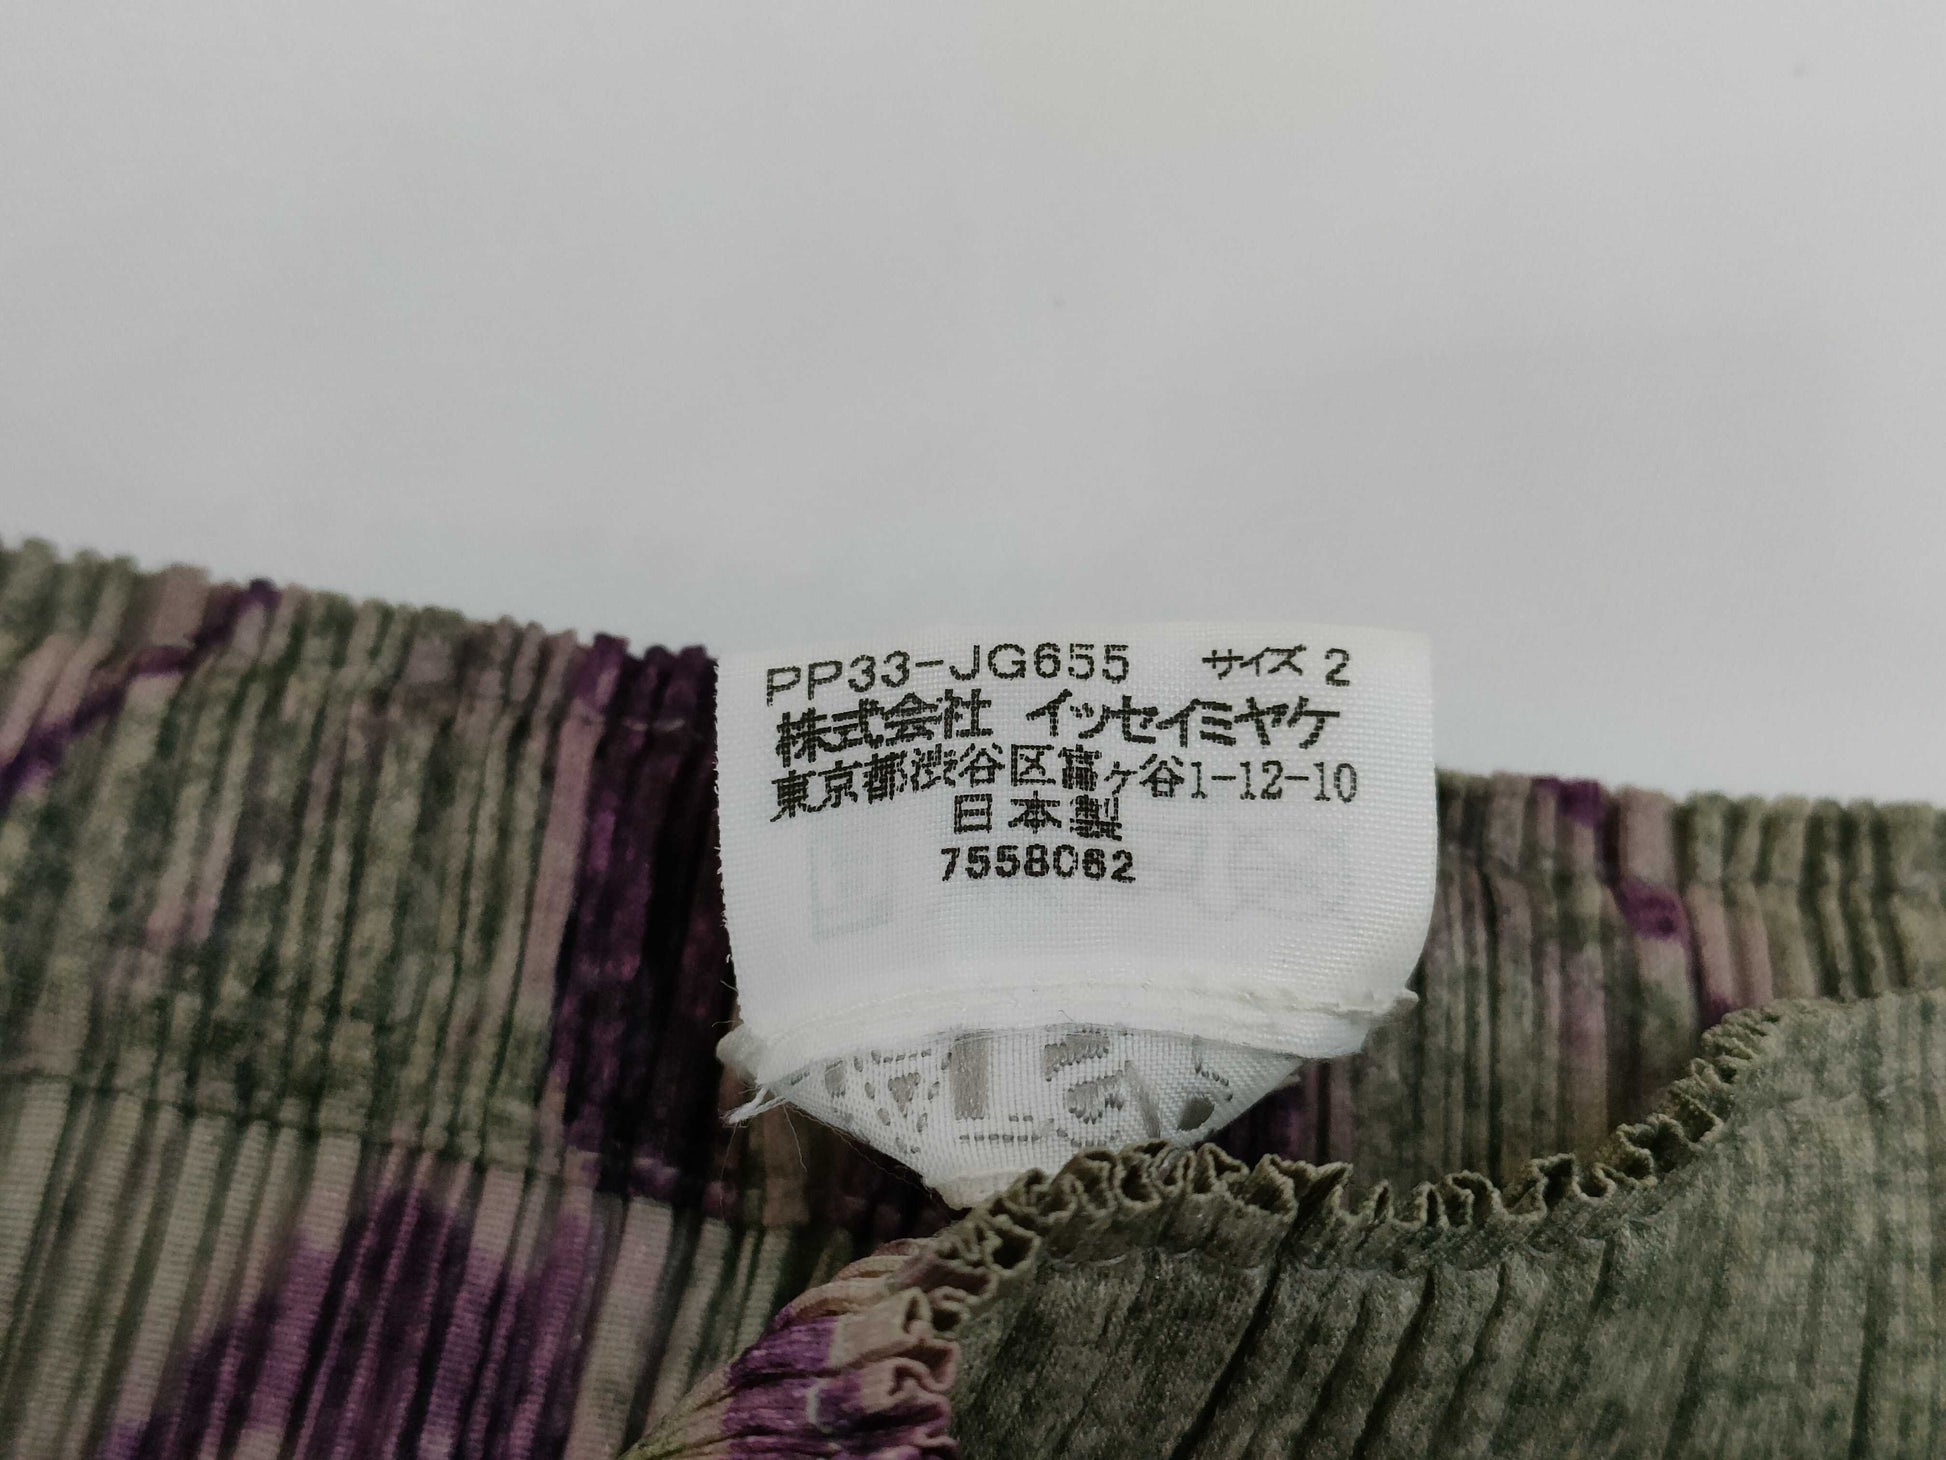 PP33-JG655 サイズ 2
株式会社 イッセイミヤケ
東京都渋谷区富ヶ谷1-12-10
日本製
7558062